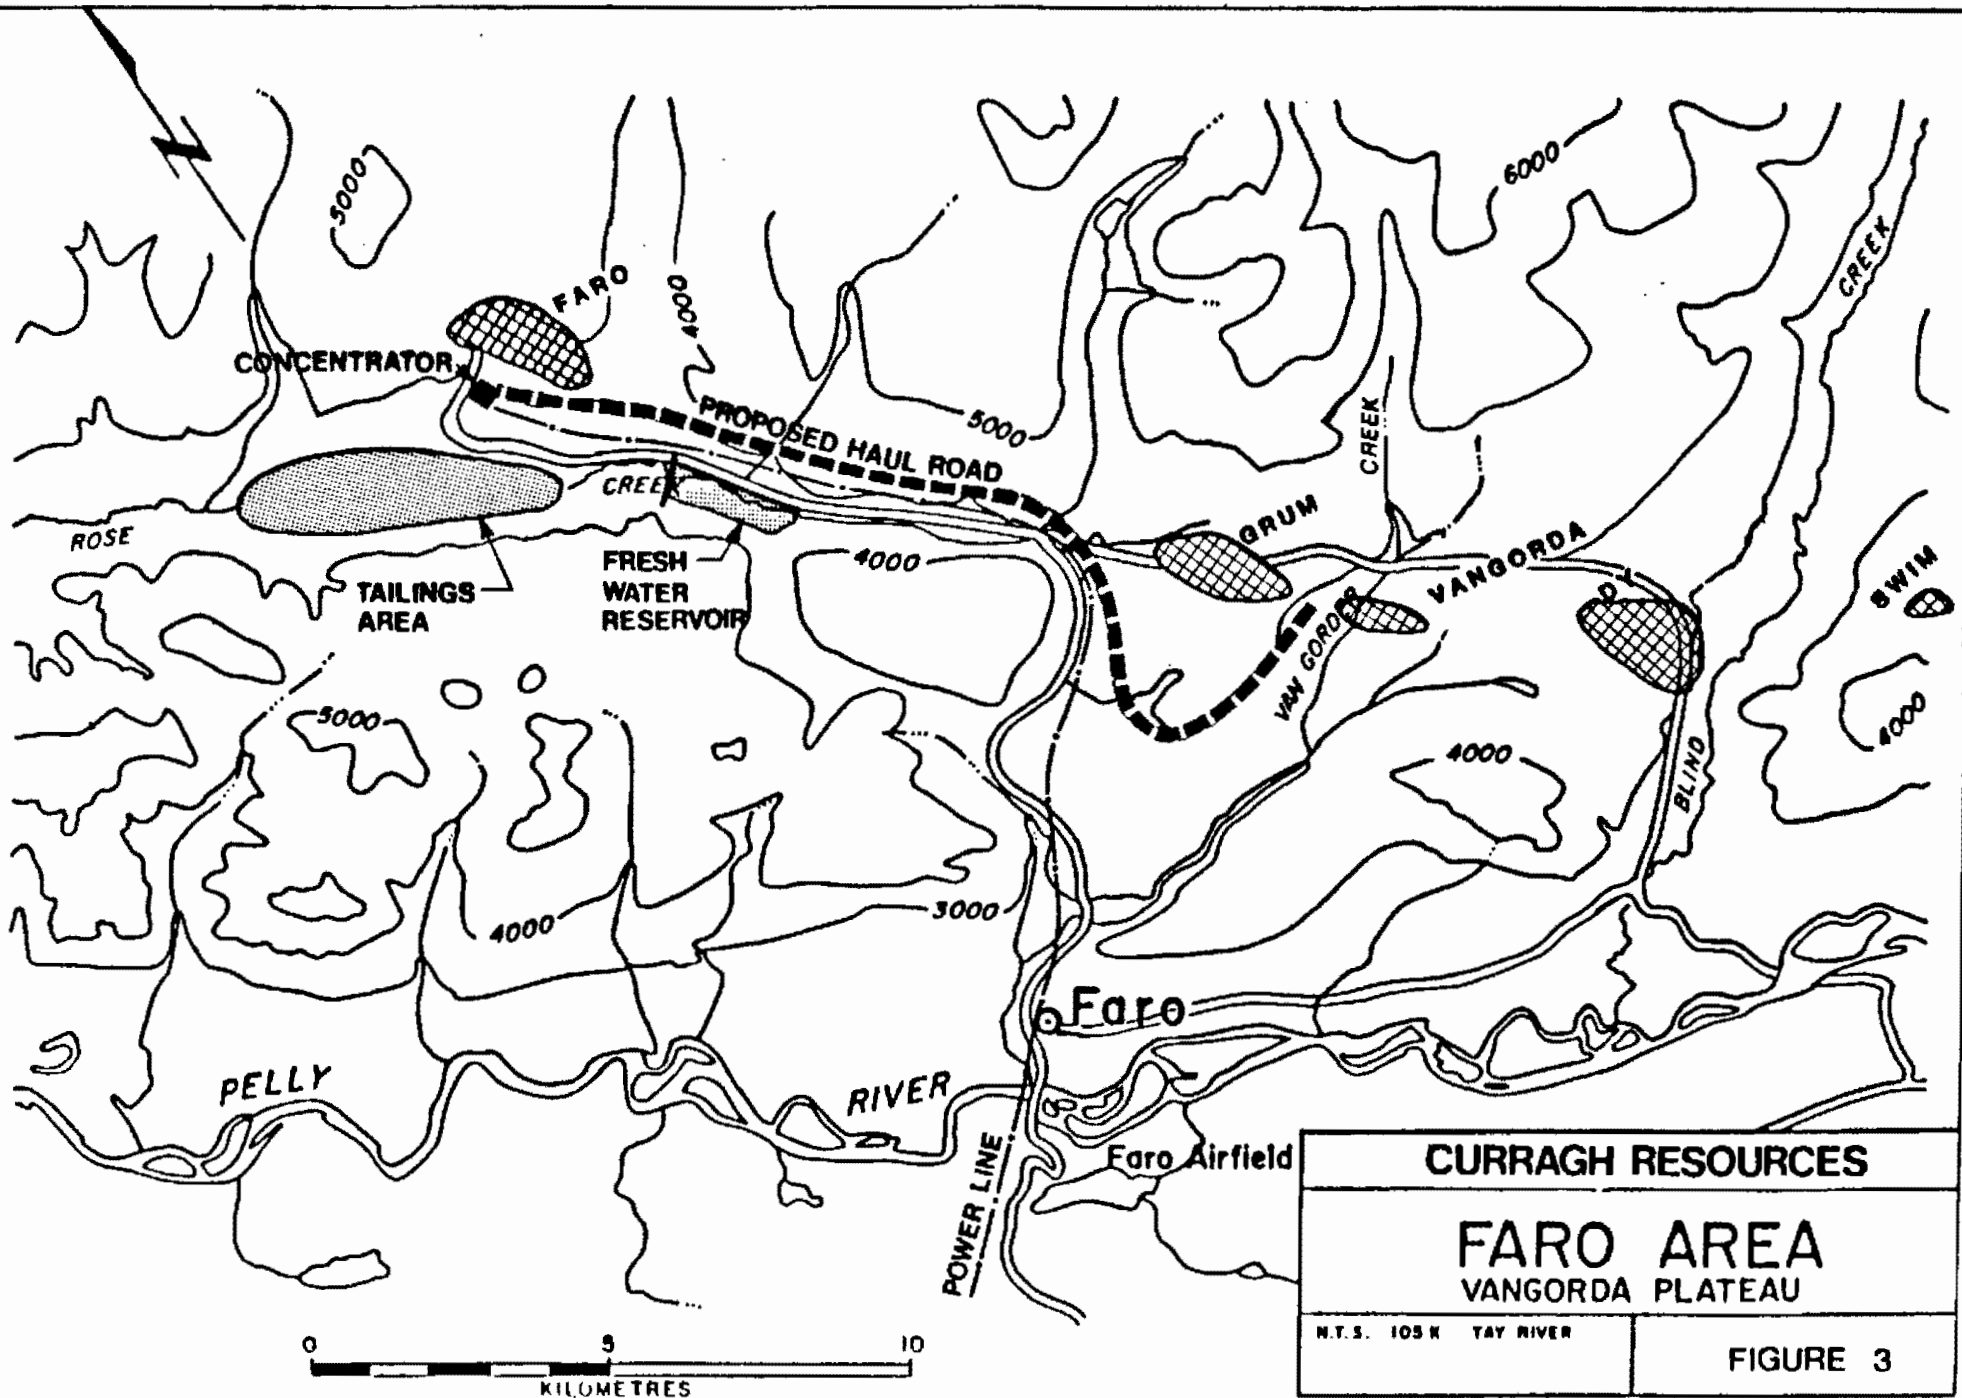 N
5000
6000
CREEK
FARO
4000
CONCENTRATOR
PROPOSED HAUL ROAD
5000
CREEK
CREEK
GRUM
ROSE
TAILINGS
AREA
FRESH
WATER
RESERVOIR
4000
VAN GORDER
VANGORDA
DY
SWIM
5000
4000
4000
BLIND
4000
3000
Faro
PELLY
RIVER
POWER LINE
Faro Airfield
CURRAGH RESOURCES
FARO AREA
VANGORDA PLATEAU
N.T.S. 105 K TAY RIVER
FIGURE 3
0 5 10
KILOMETRES